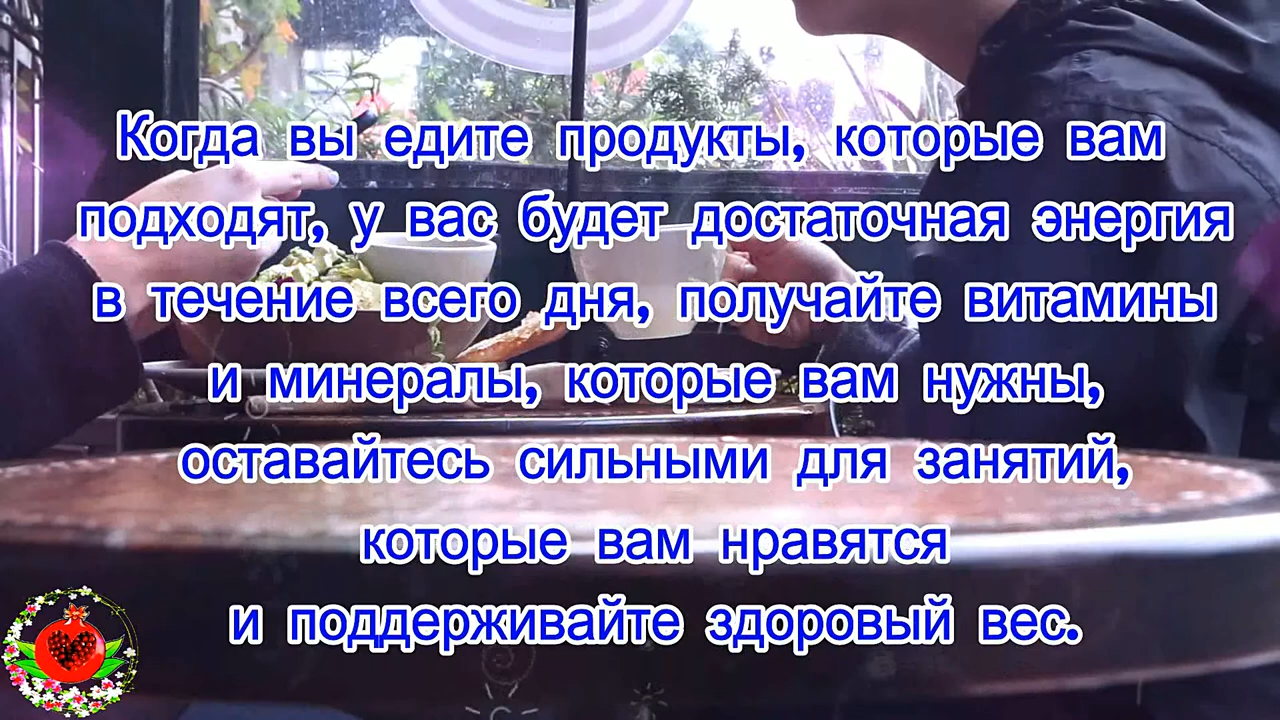 Когда вы едите продукты, которые вам
подходят, у вас будет достаточная энергия
в течение всего дня, получайте витамины
и минералы, которые вам нужны,
оставайтесь сильными для занятий,
которые вам нравятся
и поддерживайте здоровый вес.